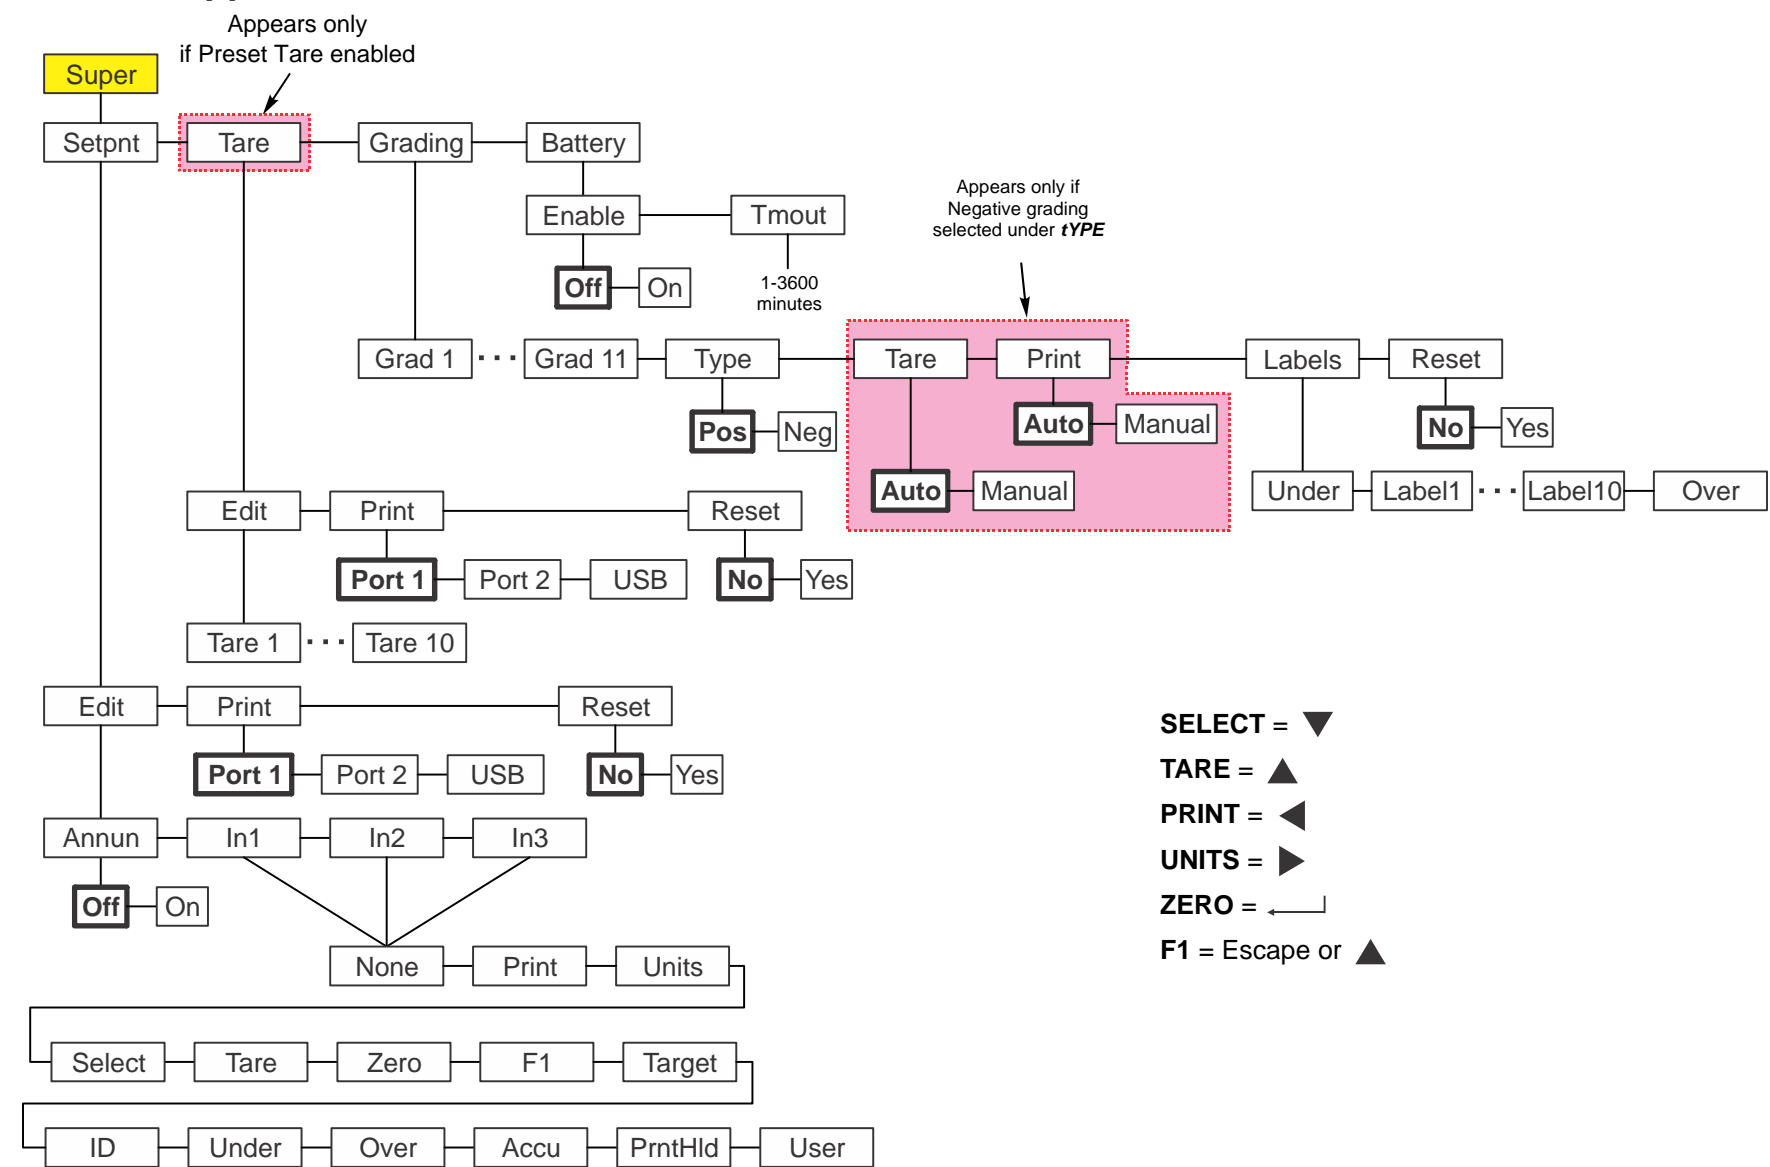 Appears only
if Preset Tare enabled
Super
Setpnt
Tare
Grading
Battery
Enable
Tmout
Off
On
1-3600
minutes
Appears only if
Negative grading
selected under tYPE
Grad 1
...
Grad 11
Type
Tare
Print
Labels
Reset
Pos
Neg
Auto
Manual
No
Yes
Auto
Manual
Under
Label1
...
Label10
Over
Edit
Print
Reset
Port 1
Port 2
USB
No
Yes
Tare 1
...
Tare 10
Edit
Print
Reset
Port 1
Port 2
USB
No
Yes
Annun
In1
In2
In3
Off
On
None
Print
Units
Select
Tare
Zero
F1
Target
ID
Under
Over
Accu
PrntHld
User
SELECT = ▼
TARE = ▲
PRINT = ◀
UNITS = ▶
ZERO = ↵
F1 = Escape or ▲